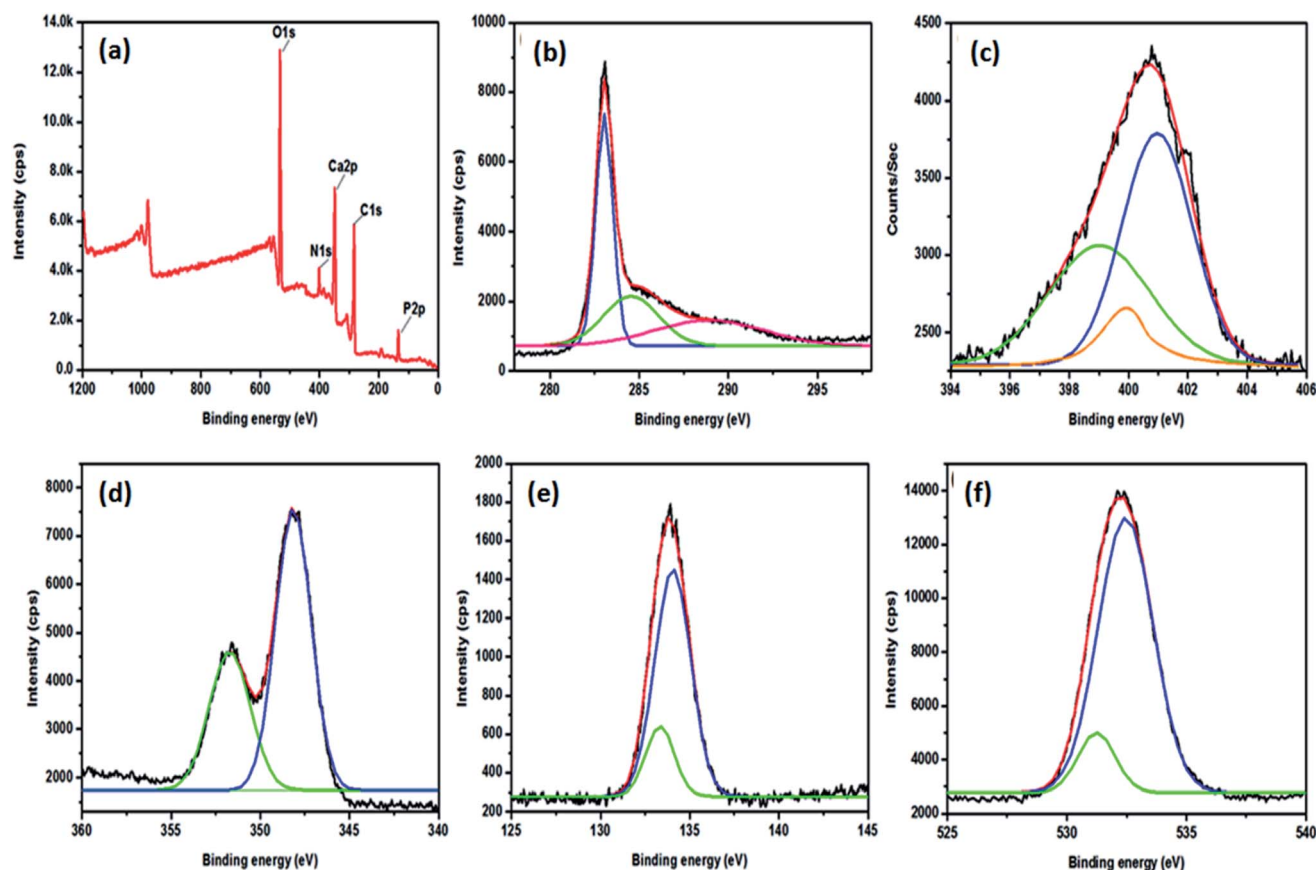 (a)
O1s
Ca2p
C1s
N1s
P2p
14.0k
13.0k
12.0k
10.0k
8.0k
6.0k
4.0k
2.0k
0.0
1200 1000 800 600 400 200 0
Intensity (cps)
Binding energy (eV)
(b)
10000
8000
6000
4000
2000
0
280 285 290 295
Intensity (cps)
Binding energy (eV)
(c)
4500
4250
3750
3000
2500
394 396 398 400 402 404 406
Counts/Sec
Binding energy (eV)
(d)
8000
7000
6000
5000
4000
3000
2000
360 355 350 345 340
Intensity (cps)
Binding energy (eV)
(e)
2000
1800
1600
1400
1200
1000
800
600
400
200
125 130 135 140 145
Intensity (cps)
Binding energy (eV)
(f)
14000
12000
10000
8000
6000
4000
2000
525 530 535 540
Intensity (cps)
Binding energy (eV)